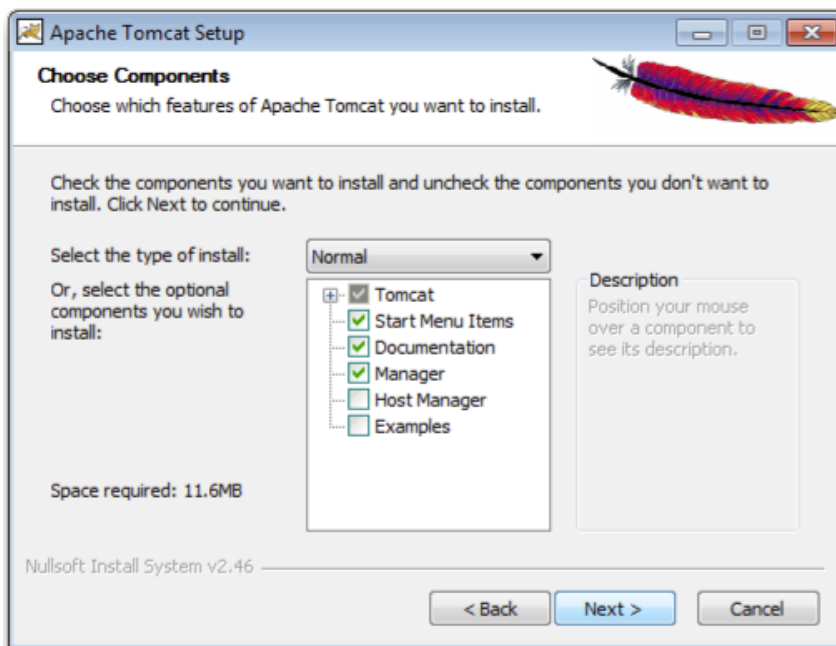 Apache Tomcat Setup
Choose Components
Choose which features of Apache Tomcat you want to install.
Check the components you want to install and uncheck the components you don't want to
install. Click Next to continue.
Select the type of install:
Normal
Or, select the optional
components you wish to
install:
Tomcat
Start Menu Items
Documentation
Manager
Host Manager
Examples
Description
Position your mouse
over a component to
see its description.
Space required: 11.6MB
Nullsoft Install System v2.46
< Back
Next >
Cancel